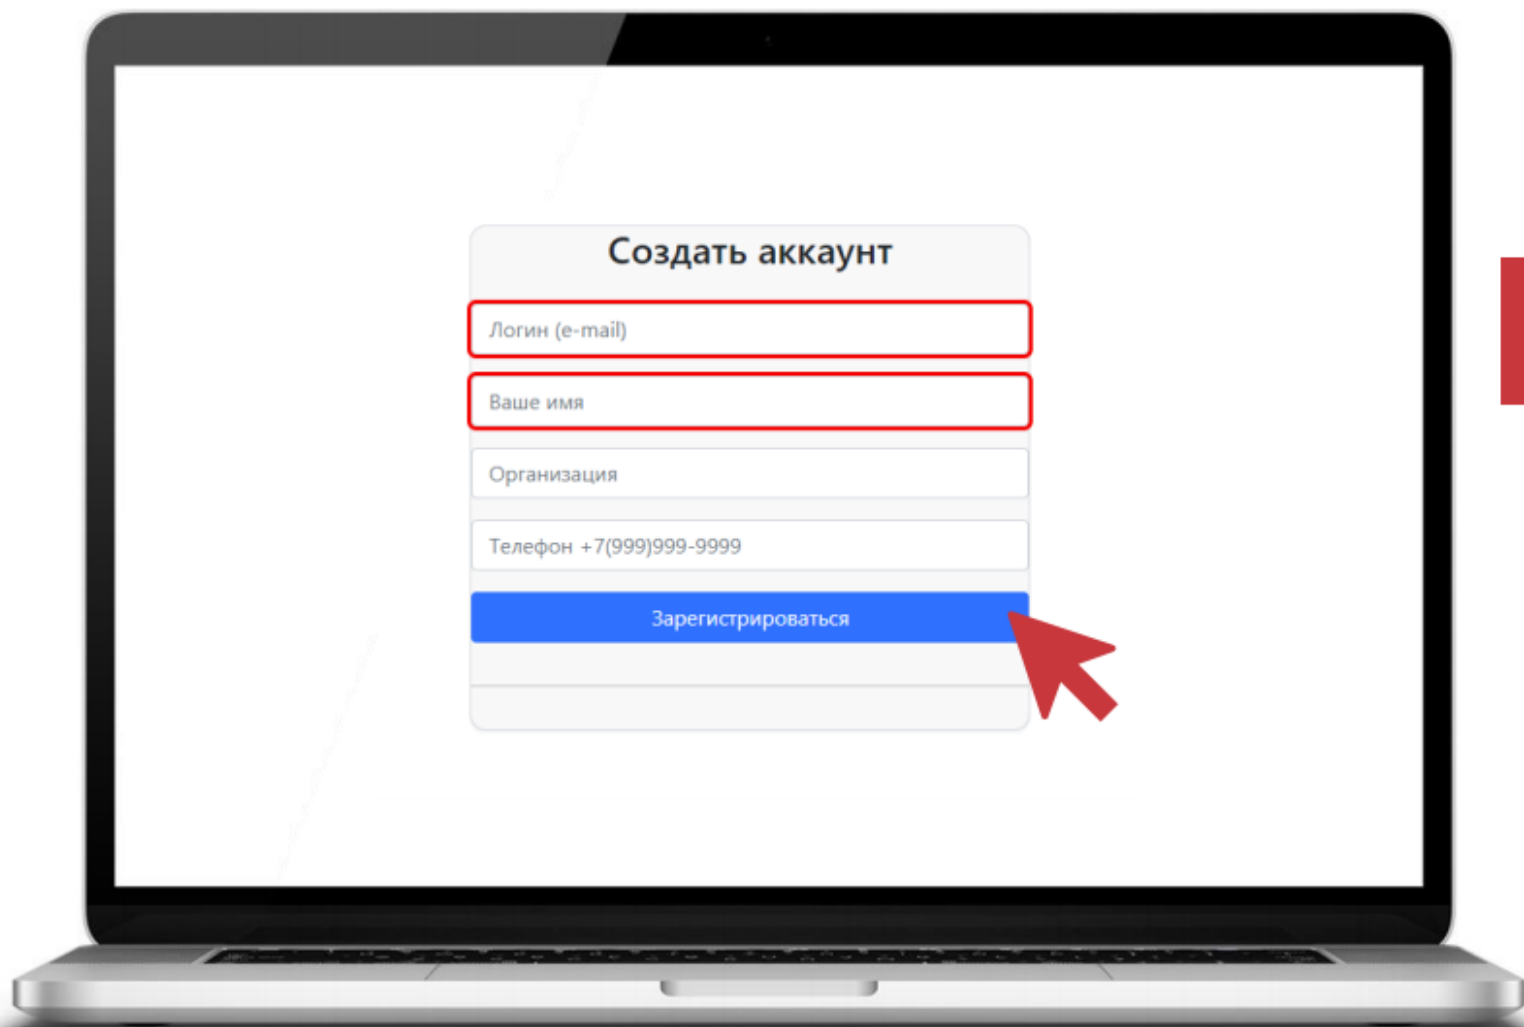 Создать аккаунт
Логин (e-mail)
Ваше имя
Организация
Телефон +7(999)999-9999
Зарегистрироваться